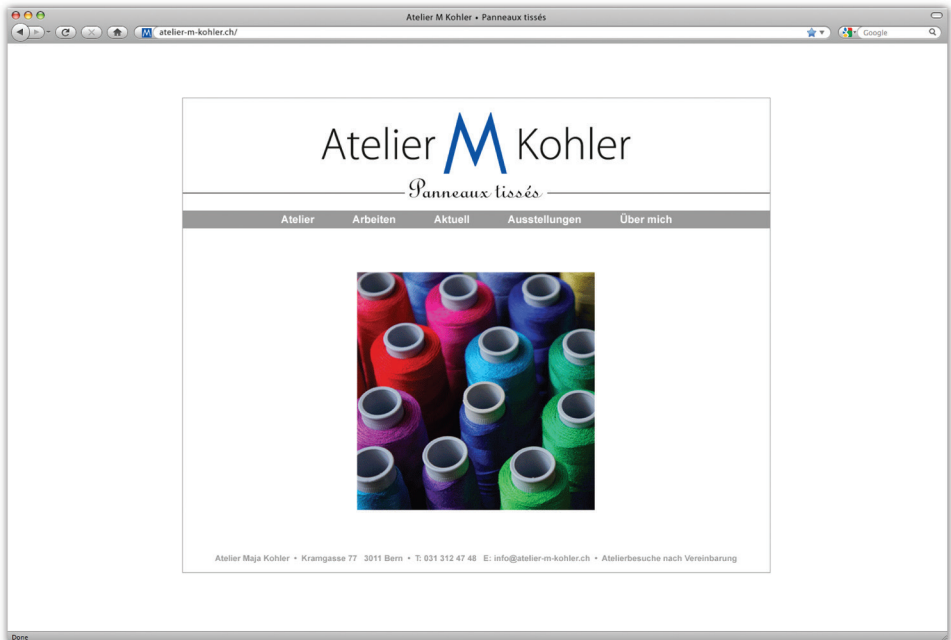 Atelier M Kohler • Panneaux tissés
atelier-m-kohler.ch/
Google
Atelier M Kohler
Panneaux tissés
Atelier Arbeiten Aktuell Ausstellungen Über mich
Atelier Maja Kohler • Kramgasse 77 3011 Bern • T: 031 312 47 48 E: info@atelier-m-kohler.ch • Atelierbesuche nach Vereinbarung
Done